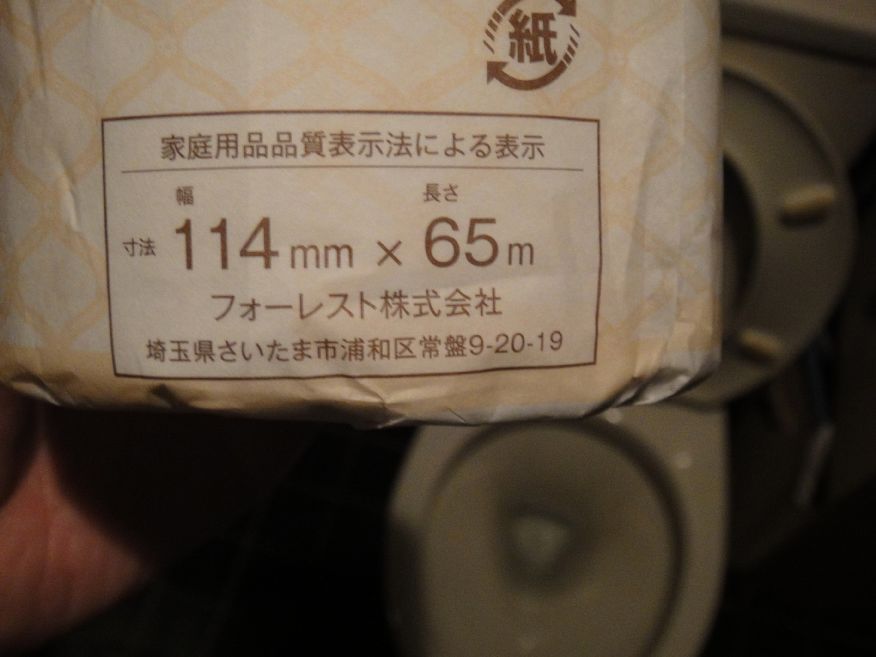 紙
家庭用品品質表示法による表示
幅 長さ
寸法 114mm × 65m
フォーレスト株式会社
埼玉県さいたま市浦和区常盤9-20-19